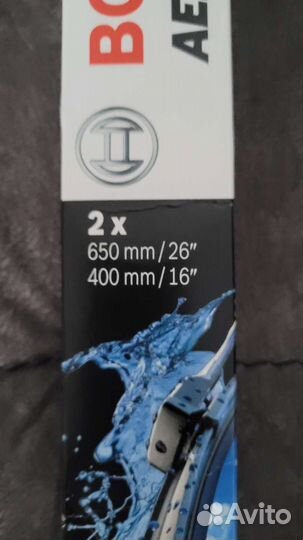 BO
AE
2 x
650 mm / 26"
400 mm / 16"
Avito